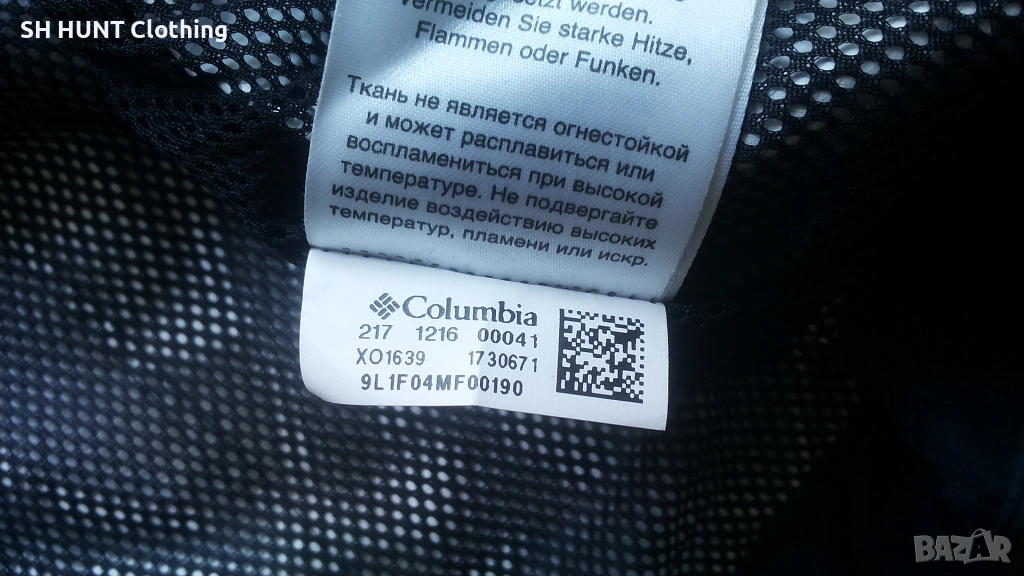 SH HUNT Clothing
setzt werden.
Vermeiden Sie starke Hitze,
Flammen oder Funken.
Ткань не является огнестойкой
и может расплавиться или
воспламениться при высокой
температуре. Не подвергайте
изделие воздействию высоких
температур, пламени или искр.
Columbia
217 1216 00041
XO1639 1730671
9L1F04MF00190
BAZAR